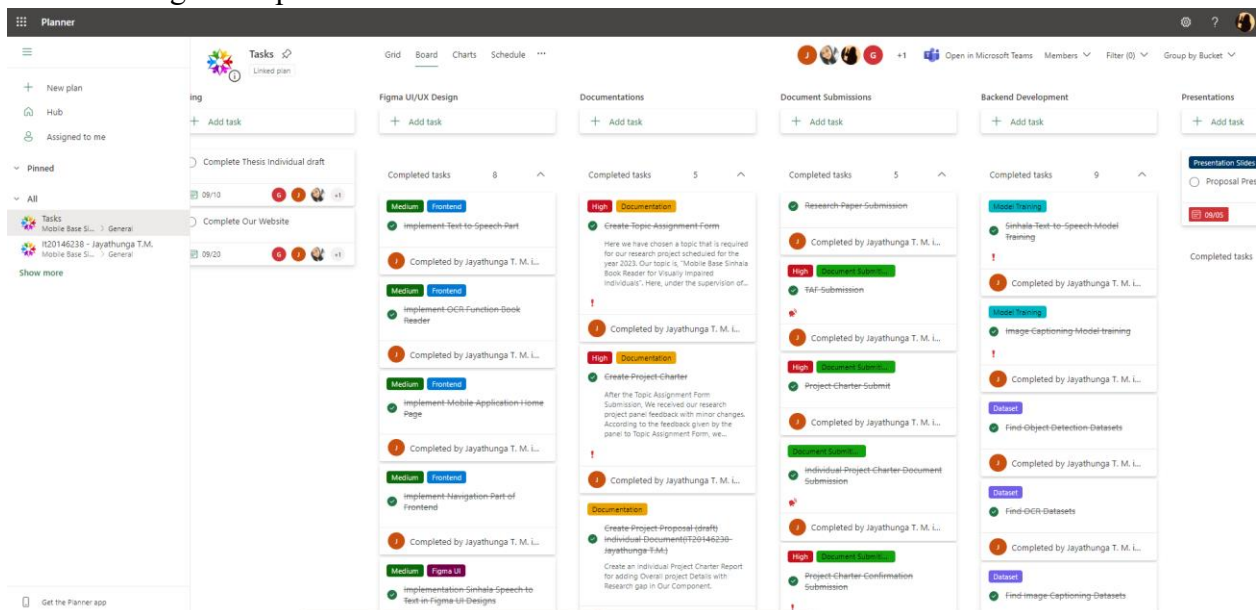 Planner
?
Tasks
Linked plan
Grid Board Charts Schedule ...
J
G
+1
Open in Microsoft Teams
Members
Filter (0)
Group by Bucket
New plan
Hub
Assigned to me
Pinned
All
Tasks
Mobile Base Si... > General
It20146238 - Jayathunga T.M.
Mobile Base Si... > General
Show more
Get the Planner app
ing
+ Add task
Complete Thesis Individual draft
09/10
G J +1
Complete Our Website
09/20
G J +1
Figma UI/UX Design
+ Add task
Completed tasks 8
Medium Frontend
Implement Text to Speech Part
Completed by Jayathunga T. M. i...
Medium Frontend
Implement OCR Function Book
Reader
Completed by Jayathunga T. M. i...
Medium Frontend
Implement Mobile Application Home
Page
Completed by Jayathunga T. M. i...
Medium Frontend
Implement Navigation Part of
Frontend
Completed by Jayathunga T. M. i...
Medium Figma UI
Implementation Sinhala Speech to
Text in Figma UI Designs
Documentations
+ Add task
Completed tasks 5
High Documentation
Create Topic Assignment Form
Here we have chosen a topic that is required
for our research project scheduled for the
year 2023. Our topic is, "Mobile Base Sinhala
Book Reader for Visually Impaired
Individuals". Here, under the supervision of...
Completed by Jayathunga T. M. i...
High Documentation
Create Project Charter
After the Topic Assignment Form
Submission, We received our research
project panel feedback with minor changes.
According to the feedback given by the
panel to Topic Assignment Form, we...
Completed by Jayathunga T. M. i...
Documentation
Create Project Proposal (draft)
Individual Document(IT20146238-
Jayathunga T.M.)
Create an individual Project Charter Report
for adding Overall project Details with
Research gap in Our Component.
Document Submissions
+ Add task
Completed tasks 5
Research Paper Submission
Completed by Jayathunga T. M. i...
High Document Submiti...
TAF Submission
Completed by Jayathunga T. M. i...
High Document Submiti...
Project Charter Submit
Completed by Jayathunga T. M. i...
Document Submiti...
Individual Project Charter Document
Submission
Completed by Jayathunga T. M. i...
High Document Submiti...
Project Charter Confirmation
Submission
Backend Development
+ Add task
Completed tasks 9
Model Training
Sinhala Text-to-Speech Model
Training
Completed by Jayathunga T. M. i...
Model Training
Image Captioning Model training
Completed by Jayathunga T. M. i...
Dataset
Find Object Detection Datasets
Completed by Jayathunga T. M. i...
Dataset
Find OCR Datasets
Completed by Jayathunga T. M. i...
Dataset
Find Image Captioning Datasets
Presentations
+ Add task
Presentation Slides
Proposal Pres
09/05
Completed tasks